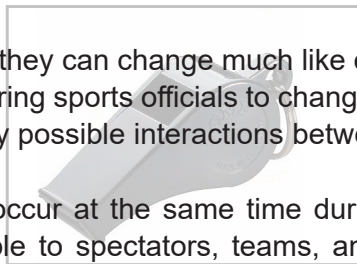 they can change much like
ring sports officials to chang
y possible interactions betwe
occur at the same time dur
ble to spectators, teams, an